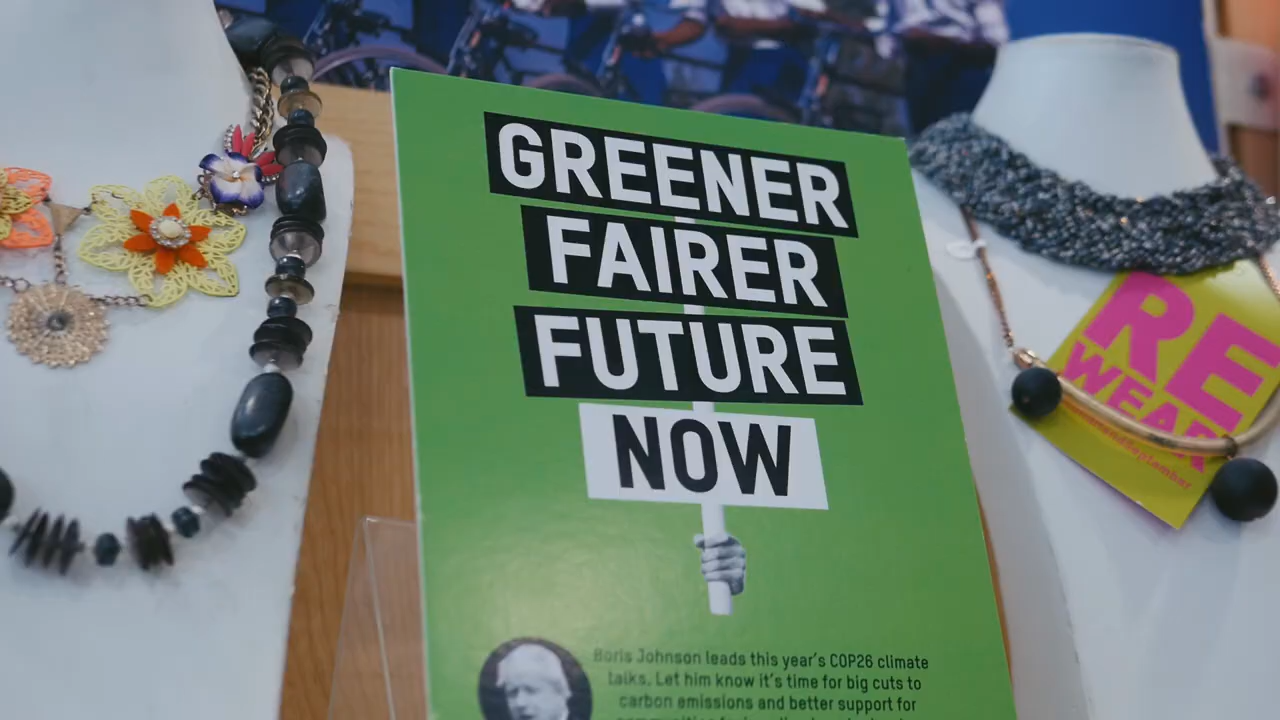 GREENER
FAIRER
FUTURE
NOW
Boris Johnson leads this year's COP26 climate
talks. Let him know it's time for big cuts to
carbon emissions and better support for
RE
WEAR